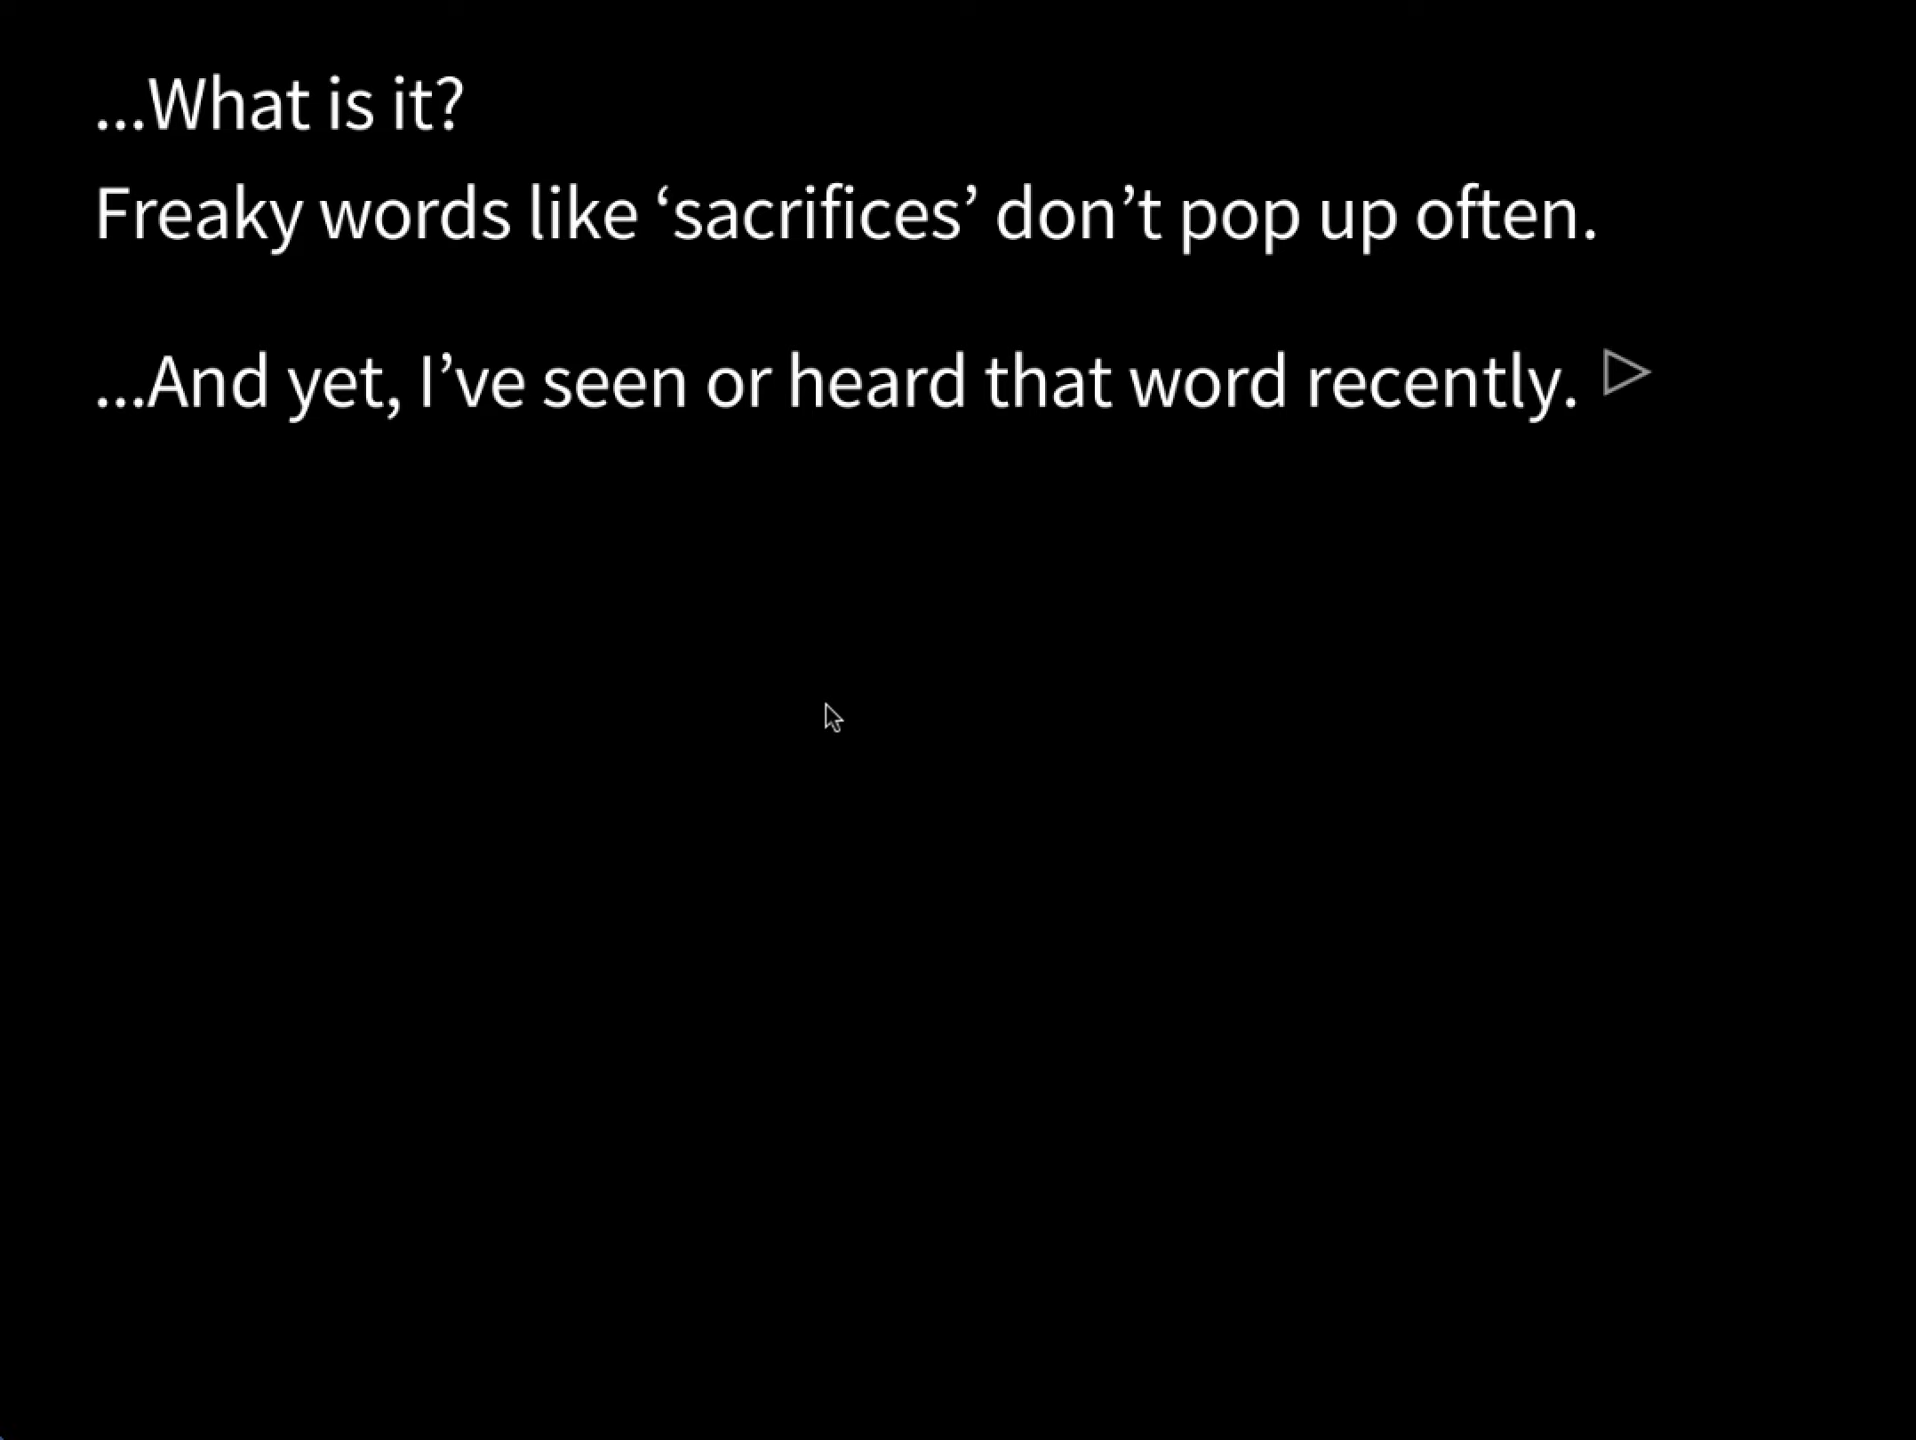 ...What is it?
Freaky words like ‘sacrifices’ don’t pop up often.
...And yet, I’ve seen or heard that word recently.